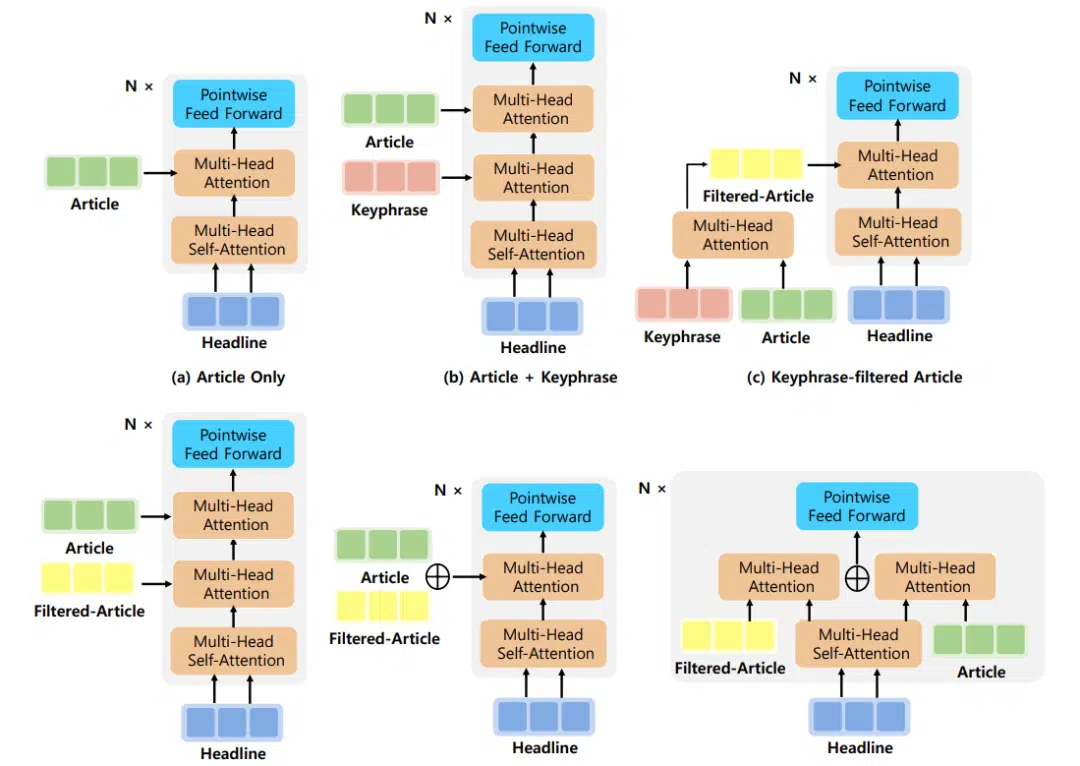 N ×
Pointwise
Feed Forward
Multi-Head
Attention
Article
Multi-Head
Self-Attention
Headline
(a) Article Only
N ×
Pointwise
Feed Forward
Multi-Head
Attention
Article
Multi-Head
Attention
Keyphrase
Multi-Head
Self-Attention
Headline
(b) Article + Keyphrase
N ×
Pointwise
Feed Forward
Multi-Head
Attention
Filtered-Article
Multi-Head
Attention
Multi-Head
Self-Attention
Keyphrase
Article
Headline
(c) Keyphrase-filtered Article
N ×
Pointwise
Feed Forward
Multi-Head
Attention
Article
Multi-Head
Attention
Filtered-Article
Multi-Head
Self-Attention
Headline
N ×
Pointwise
Feed Forward
Article
Multi-Head
Attention
Filtered-Article
Multi-Head
Self-Attention
Headline
N ×
Pointwise
Feed Forward
Multi-Head
Attention
Multi-Head
Attention
Filtered-Article
Multi-Head
Self-Attention
Article
Headline